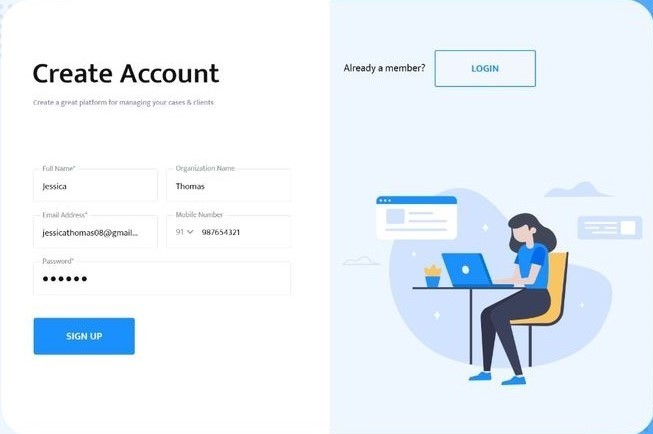 Create Account
Create a great platform for managing your cases & clients
Full Name*
Jessica
Organization Name
Thomas
Email Address*
jessicathomas08@gmail...
Mobile Number
91 987654321
Password*
●●●●●●
SIGN UP
Already a member?
LOGIN